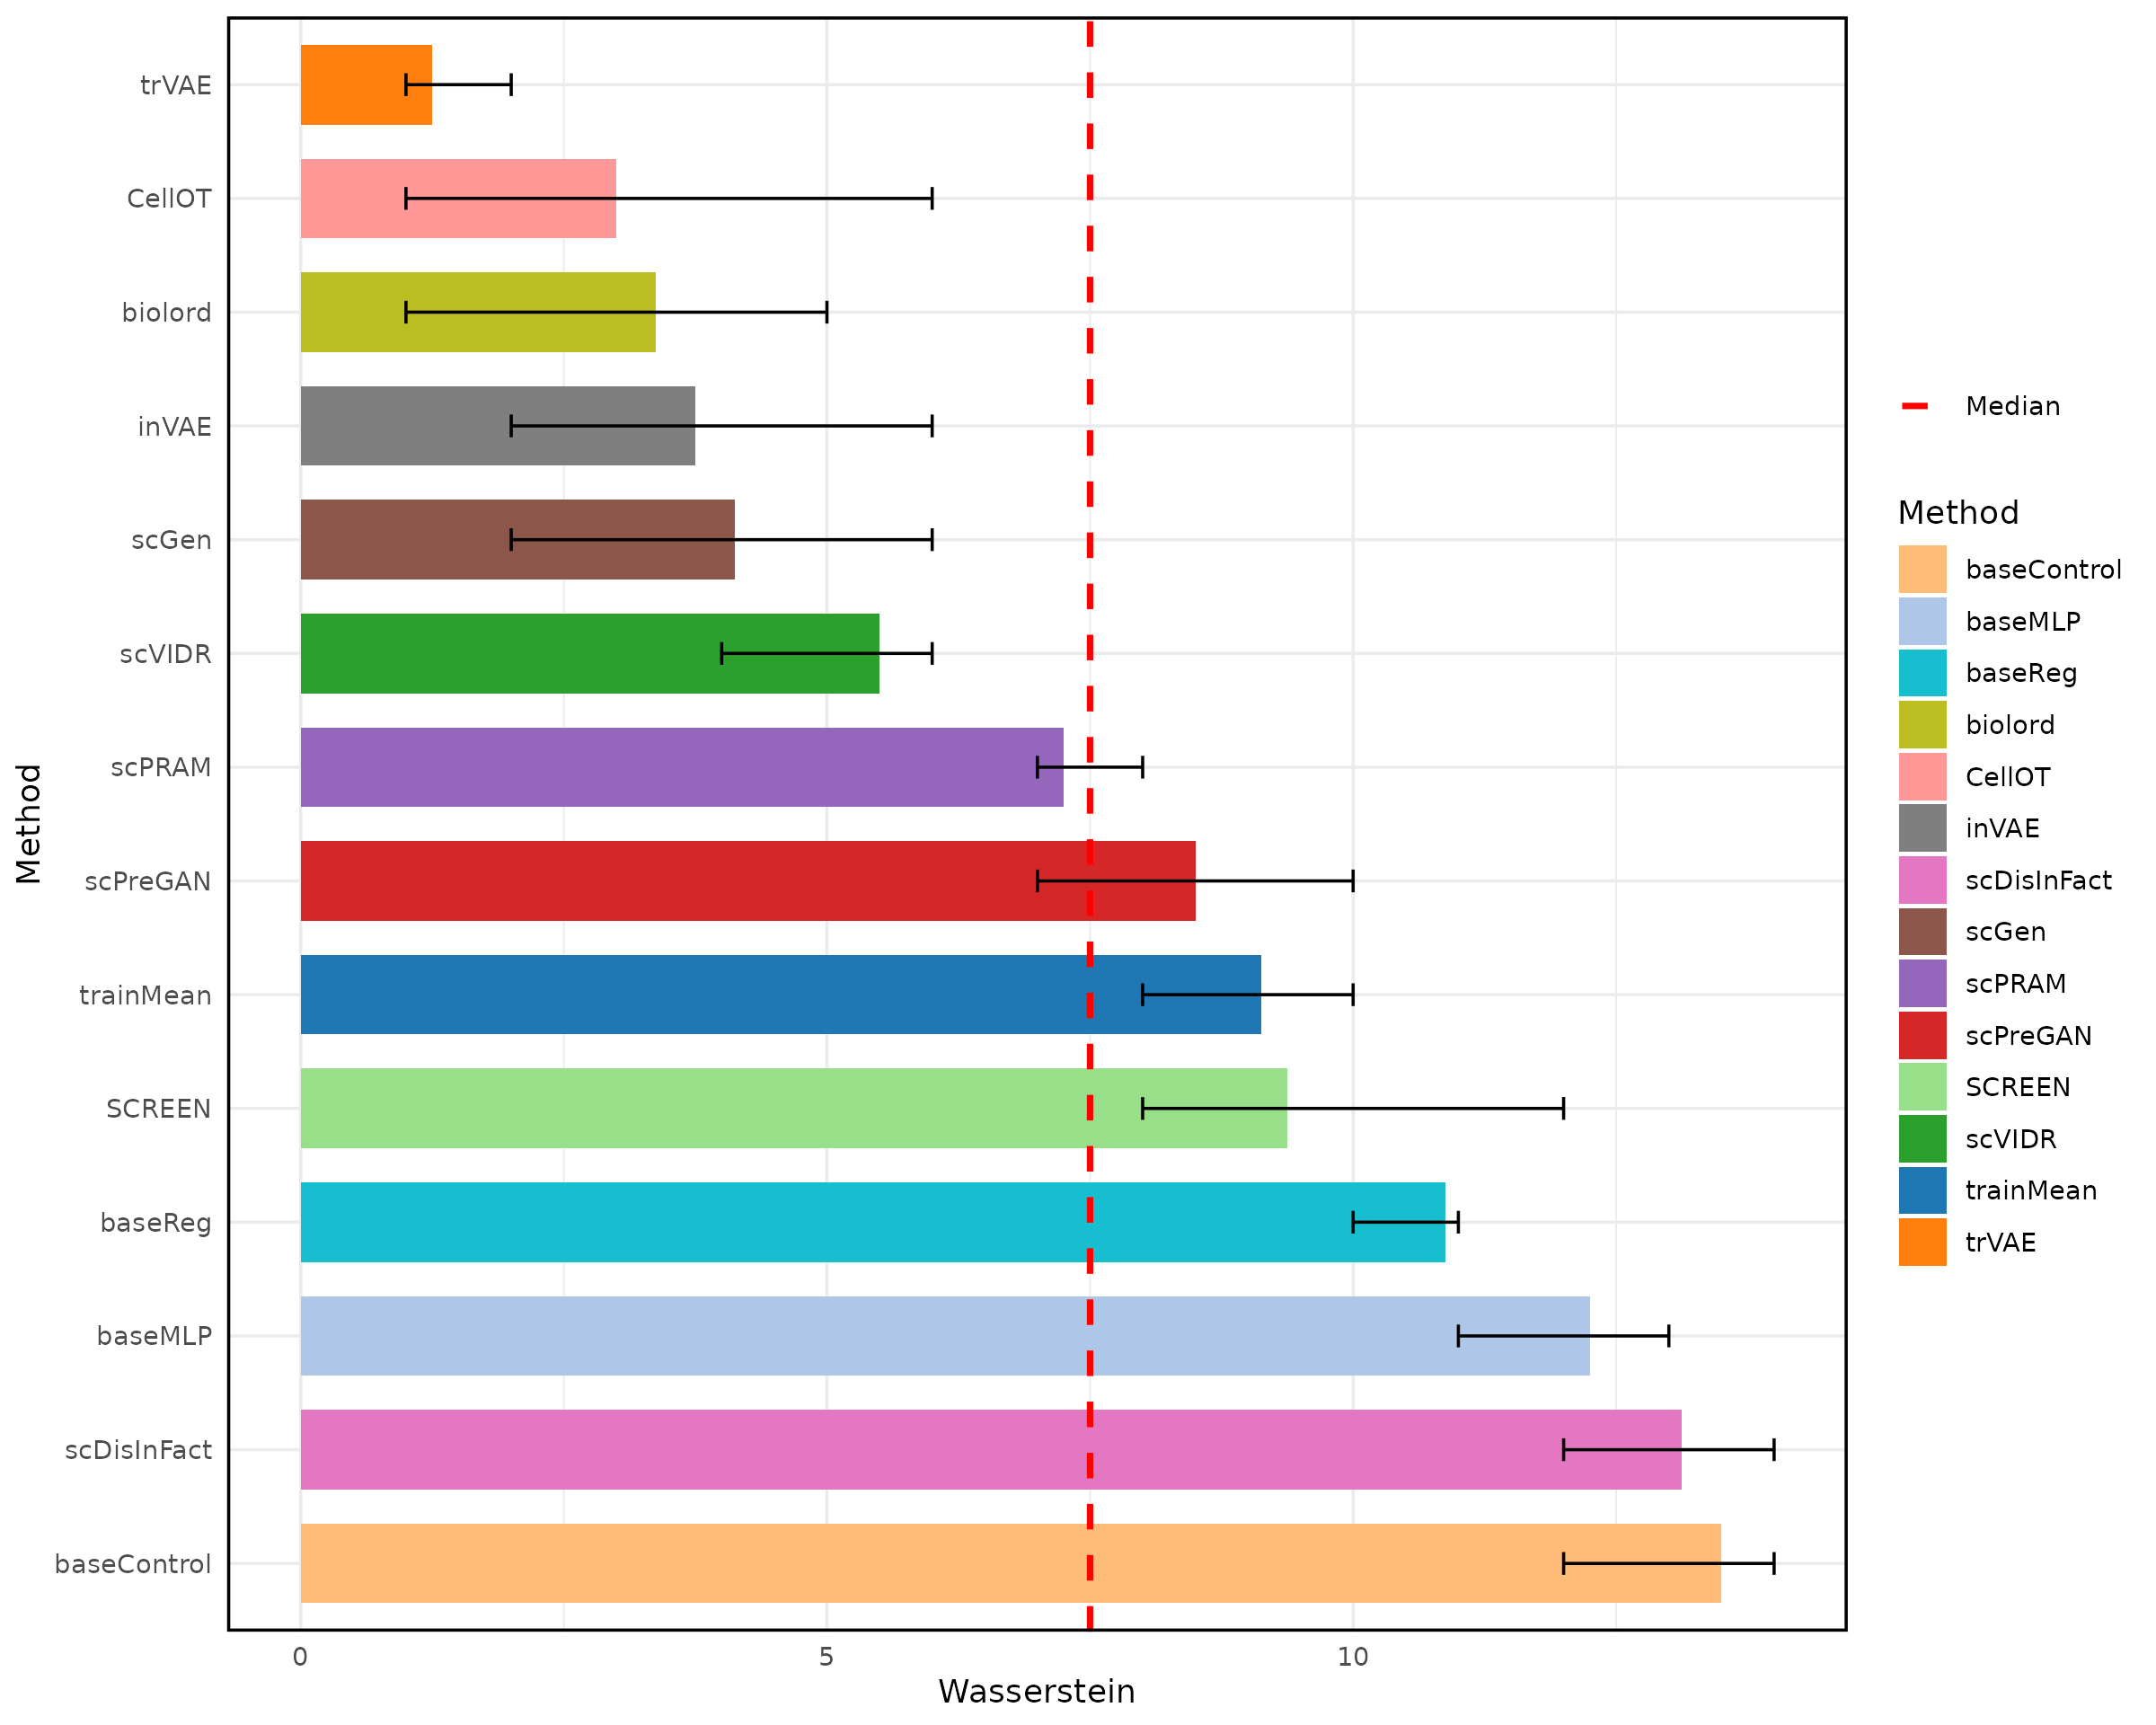 trVAE
CellOT
biolord
inVAE
scGen
scVIDR
scPRAM
scPreGAN
trainMean
SCREEN
baseReg
baseMLP
scDisInFact
baseControl
Method
0 5 10
Wasserstein
Median
Method
baseControl
baseMLP
baseReg
biolord
CellOT
inVAE
scDisInFact
scGen
scPRAM
scPreGAN
SCREEN
scVIDR
trainMean
trVAE